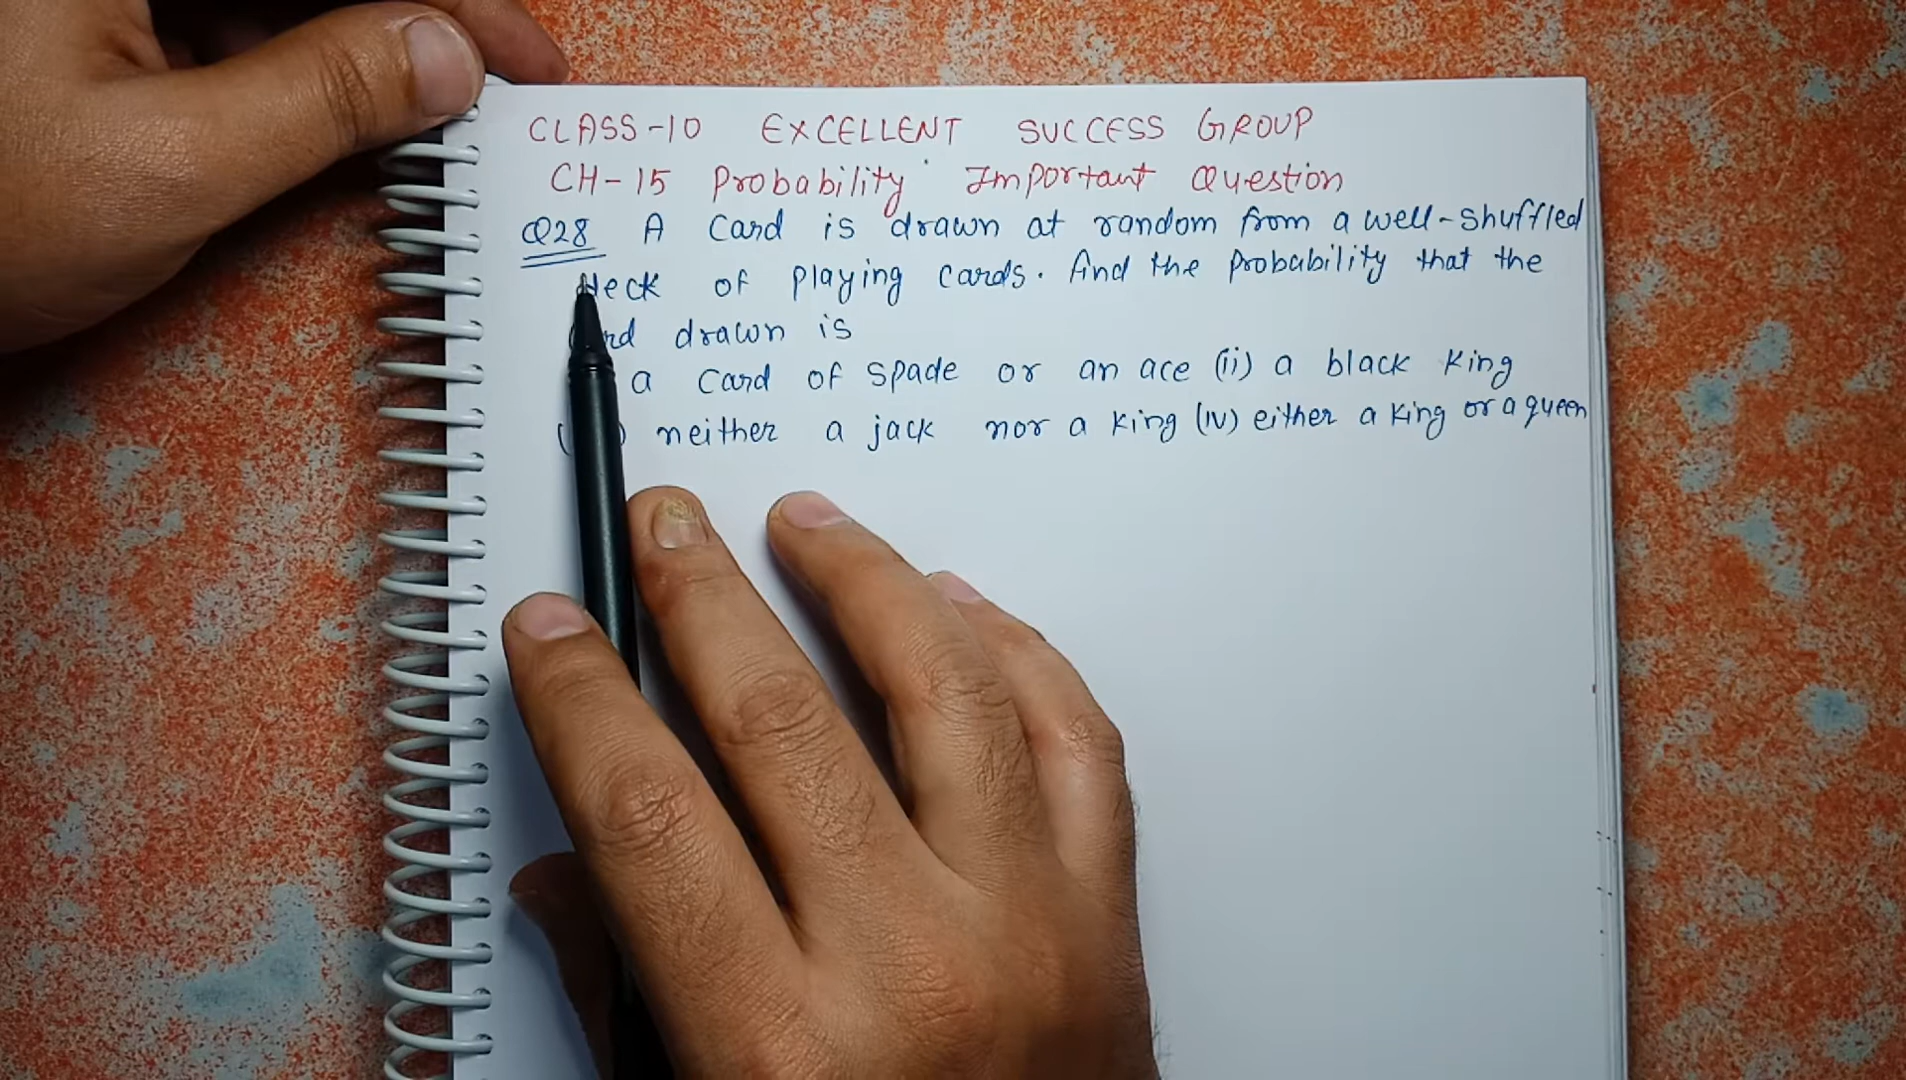 CLASS-10 EXCELLENT SUCCESS GROUP
CH-15 Probability Important Question
Q28 A Card is drawn at random from a well-shuffled
deck of playing cards. find the probability that the
drawn is
a Card of spade or an ace (ii) a black King
neither a jack nor a king (iv) either a king or a queen